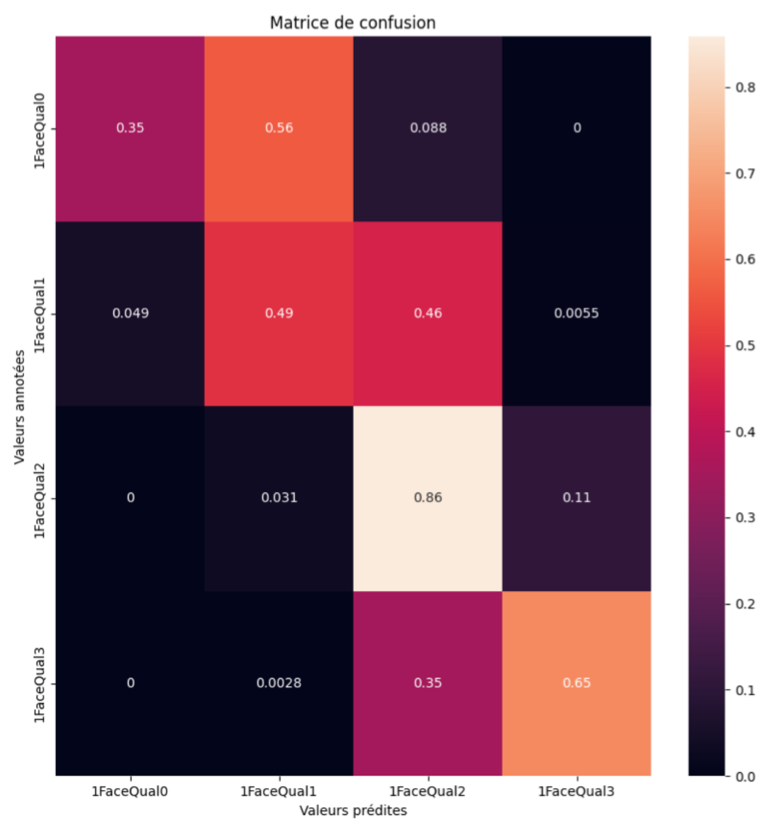 Matrice de confusion
1FaceQual0
0.35 0.56 0.088 0
1FaceQual1
0.049 0.49 0.46 0.0055
1FaceQual2
0 0.031 0.86 0.11
1FaceQual3
0 0.0028 0.35 0.65
Valeurs annotées
1FaceQual0 1FaceQual1 1FaceQual2 1FaceQual3
Valeurs prédites
0.8
0.7
0.6
0.5
0.4
0.3
0.2
0.1
0.0